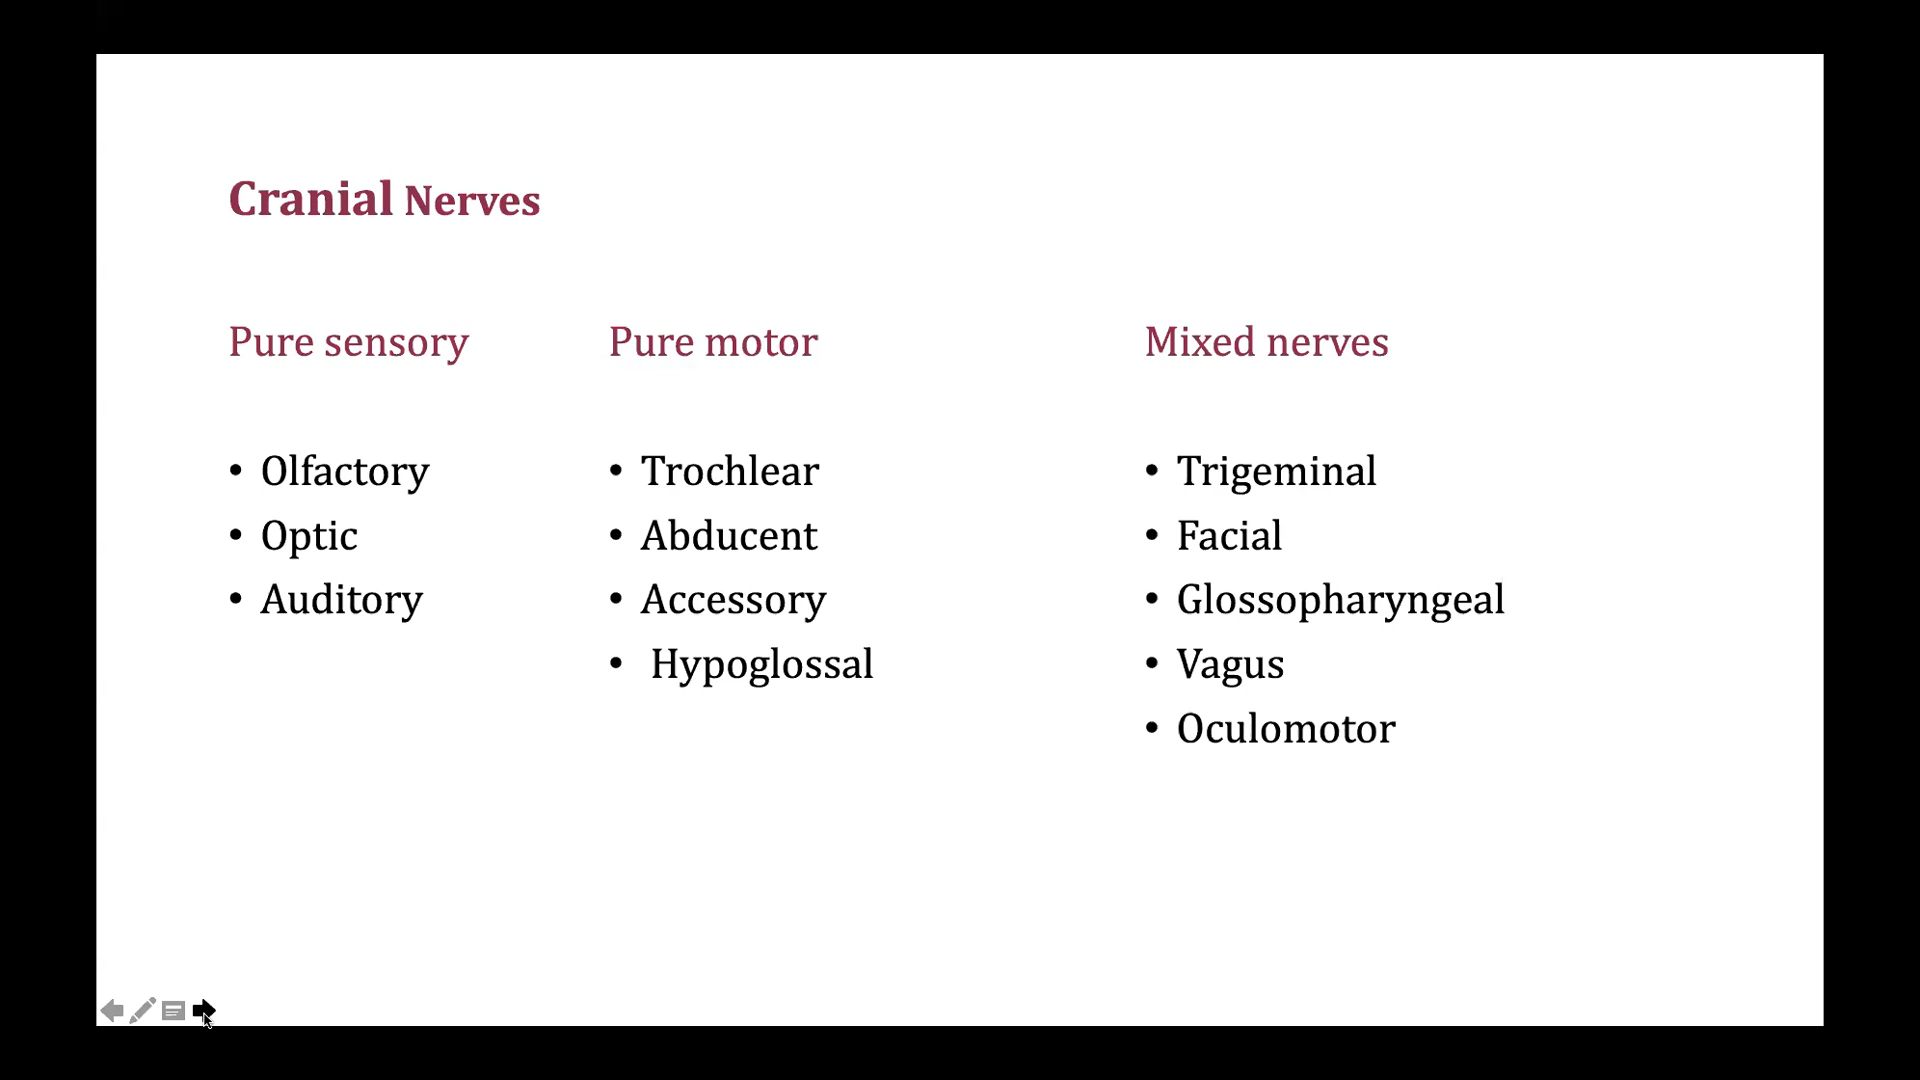 Cranial Nerves
Pure sensory
• Olfactory
• Optic
• Auditory
Pure motor
• Trochlear
• Abducent
• Accessory
• Hypoglossal
Mixed nerves
• Trigeminal
• Facial
• Glossopharyngeal
• Vagus
• Oculomotor